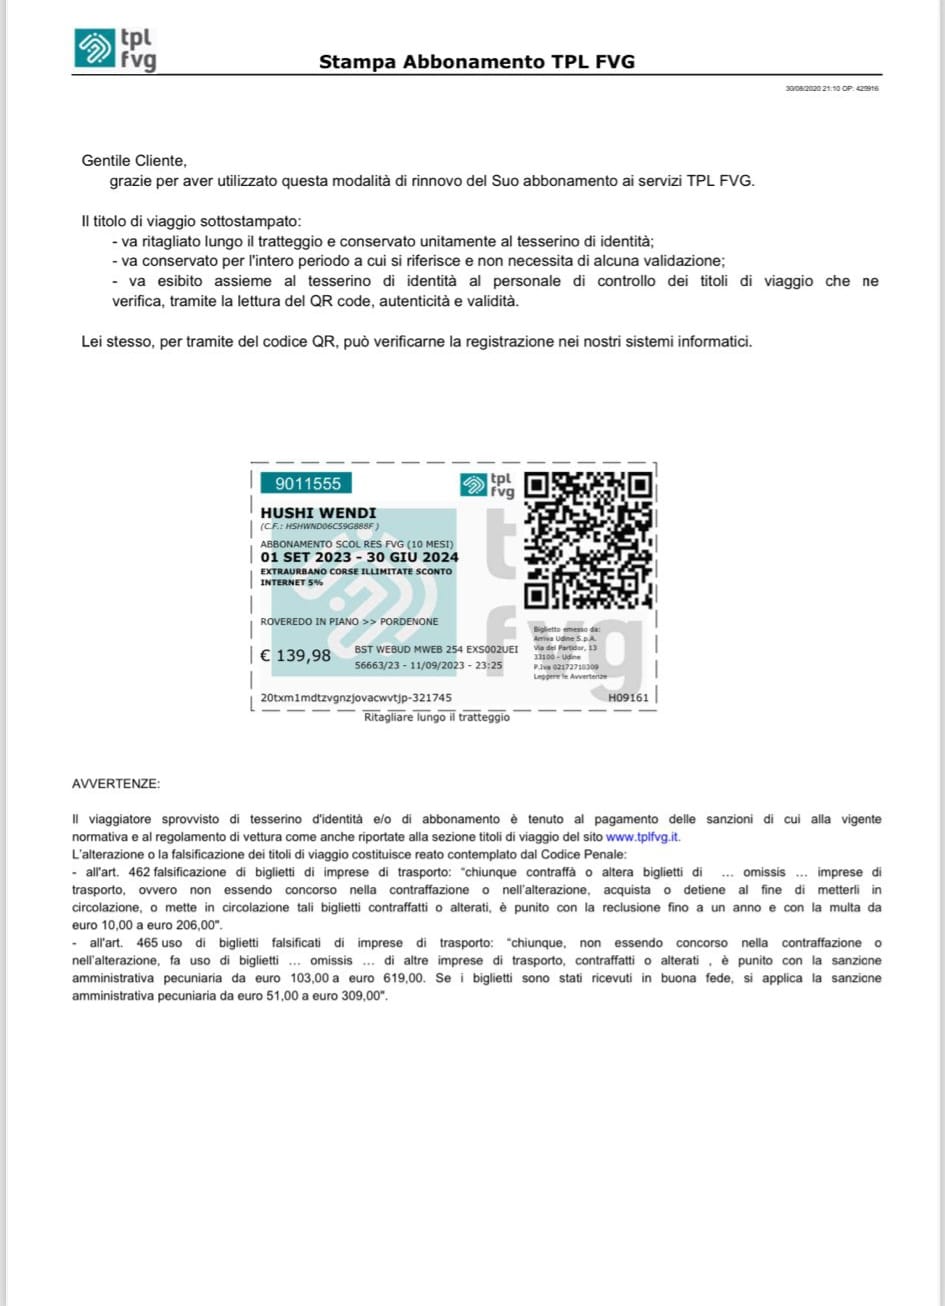 tpl
fvg
Stampa Abbonamento TPL FVG
30/08/2020 21:10 OP: 425916
Gentile Cliente,
grazie per aver utilizzato questa modalità di rinnovo del Suo abbonamento ai servizi TPL FVG.
Il titolo di viaggio sottostampato:
- va ritagliato lungo il tratteggio e conservato unitamente al tesserino di identità;
- va conservato per l'intero periodo a cui si riferisce e non necessita di alcuna validazione;
- va esibito assieme al tesserino di identità al personale di controllo dei titoli di viaggio che ne
verifica, tramite la lettura del QR code, autenticità e validità.
Lei stesso, per tramite del codice QR, può verificarne la registrazione nei nostri sistemi informatici.
9011555
tpl
fvg
HUSHI WENDI
(C.F.: HSHWND06C59G888F )
ABBONAMENTO SCOL RES FVG (10 MESI)
01 SET 2023 - 30 GIU 2024
EXTRAURBANO CORSE ILLIMITATE SCONTO
INTERNET 5%
ROVEREDO IN PIANO >> PORDENONE
€ 139,98
BST WEBUD MWEB 254 EXS002UEI
56663/23 - 11/09/2023 - 23:25
Biglietto emesso da:
Arriva Udine S.p.A.
Via del Partidor, 13
33100 - Udine
P.Iva 02172710309
Leggere le Avvertenze
20txm1mdtzvgnzjovacwvtjp-321745
H09161
Ritagliare lungo il tratteggio
AVVERTENZE:
Il viaggiatore sprovvisto di tesserino d'identità e/o di abbonamento è tenuto al pagamento delle sanzioni di cui alla vigente
normativa e al regolamento di vettura come anche riportate alla sezione titoli di viaggio del sito www.tplfvg.it.
L'alterazione o la falsificazione dei titoli di viaggio costituisce reato contemplato dal Codice Penale:
- all'art. 462 falsificazione di biglietti di imprese di trasporto: "chiunque contraffà o altera biglietti di ... omissis ... imprese di
trasporto, ovvero non essendo concorso nella contraffazione o nell'alterazione, acquista o detiene al fine di metterli in
circolazione, o mette in circolazione tali biglietti contraffatti o alterati, è punito con la reclusione fino a un anno e con la multa da
euro 10,00 a euro 206,00".
- all'art. 465 uso di biglietti falsificati di imprese di trasporto: "chiunque, non essendo concorso nella contraffazione o
nell'alterazione, fa uso di biglietti ... omissis ... di altre imprese di trasporto, contraffatti o alterati , è punito con la sanzione
amministrativa pecuniaria da euro 103,00 a euro 619,00. Se i biglietti sono stati ricevuti in buona fede, si applica la sanzione
amministrativa pecuniaria da euro 51,00 a euro 309,00".